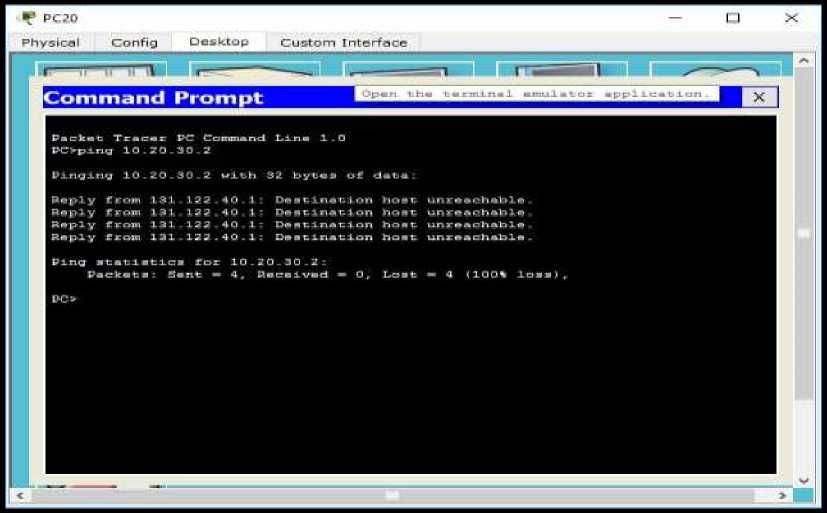 PC20
Physical Config Desktop Custom Interface
Command Prompt
Open the terminal emulator application.
X
Packet Tracer PC Command Line 1.0
PC>ping 10.20.30.2
Pinging 10.20.30.2 with 32 bytes of data:
Reply from 131.122.40.1: Destination host unreachable.
Reply from 131.122.40.1: Destination host unreachable.
Reply from 131.122.40.1: Destination host unreachable.
Reply from 131.122.40.1: Destination host unreachable.
Ping statistics for 10.20.30.2:
Packets: Sent = 4, Received = 0, Lost = 4 (100% loss),
PC>